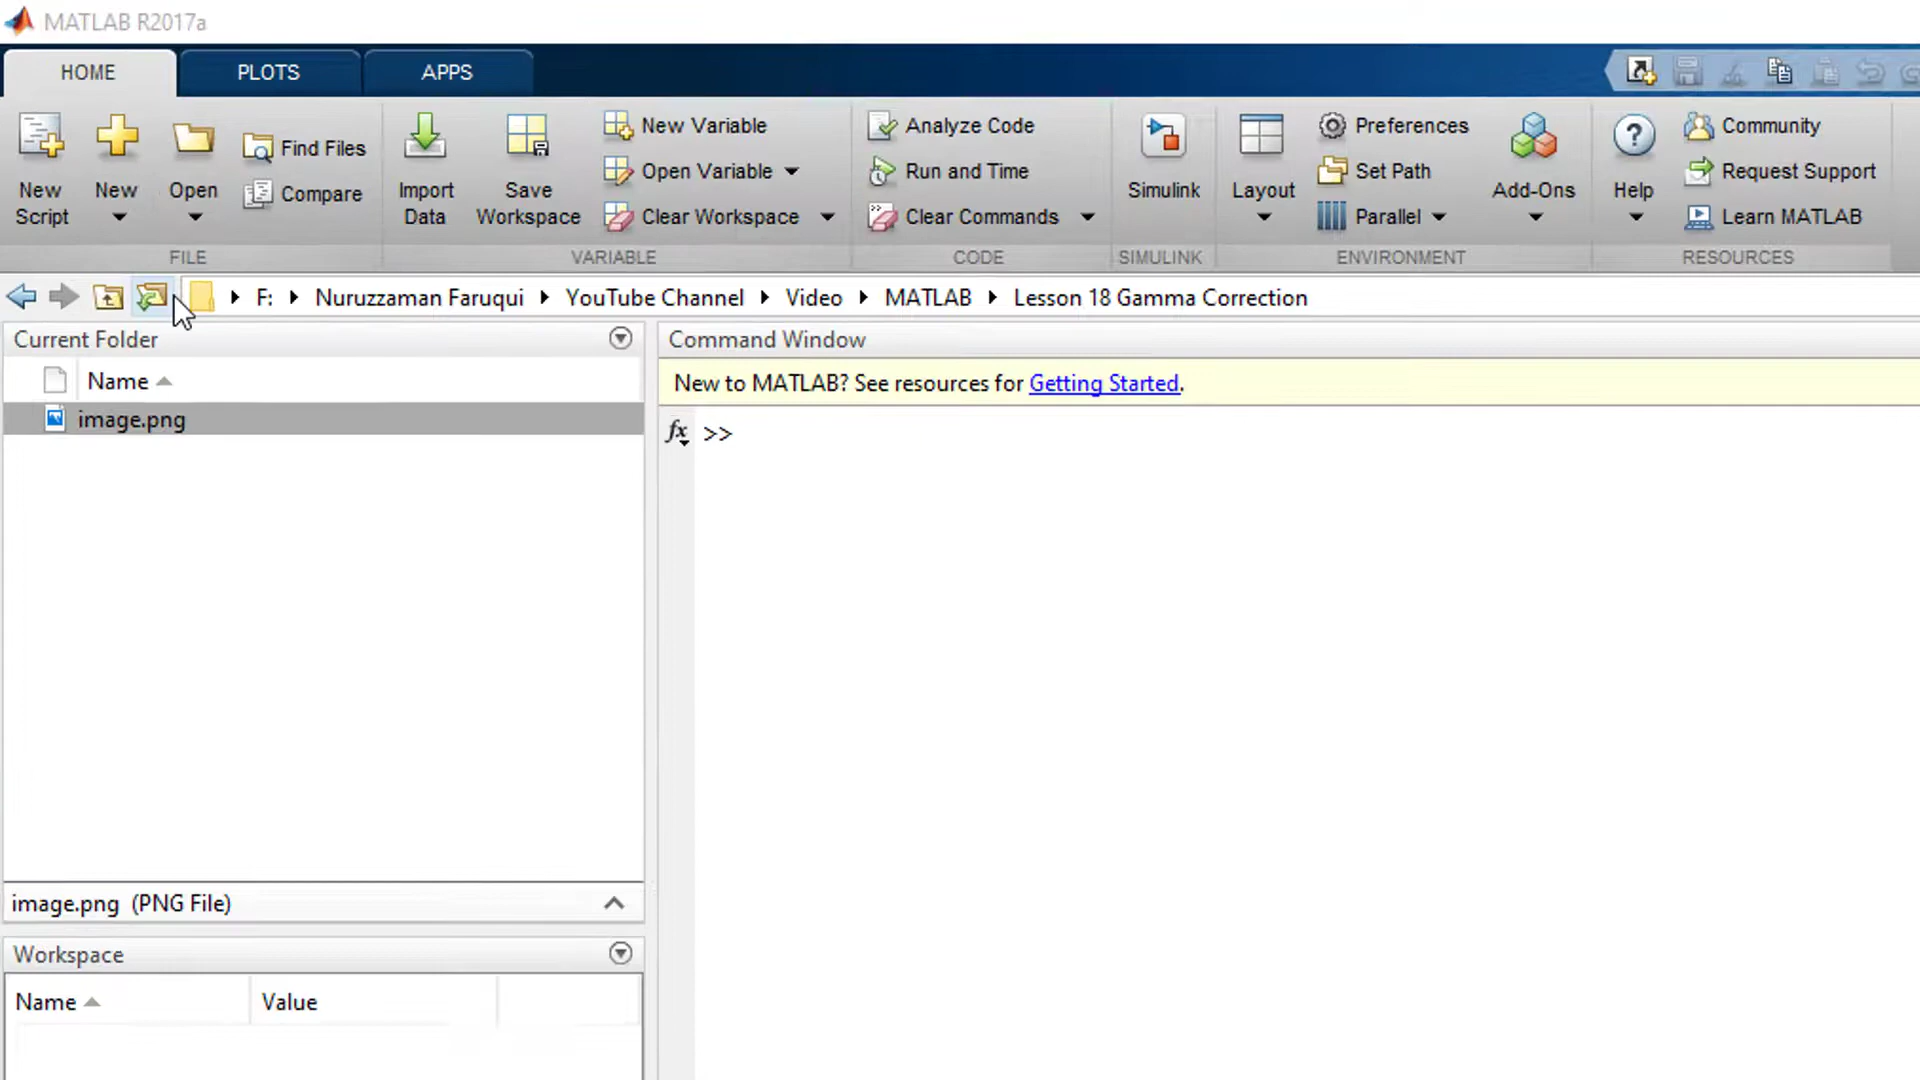 MATLAB R2017a
HOME PLOTS APPS
New Script New Open Find Files Compare Import Data Save Workspace New Variable Open Variable Clear Workspace Analyze Code Run and Time Clear Commands Simulink Layout Preferences Set Path Parallel Add-Ons Help Community Request Support Learn MATLAB
FILE VARIABLE CODE SIMULINK ENVIRONMENT RESOURCES
F: Nuruzzaman Faruqui YouTube Channel Video MATLAB Lesson 18 Gamma Correction
Current Folder
Name
image.png
image.png (PNG File)
Workspace
Name Value
Command Window
New to MATLAB? See resources for Getting Started.
fx >>